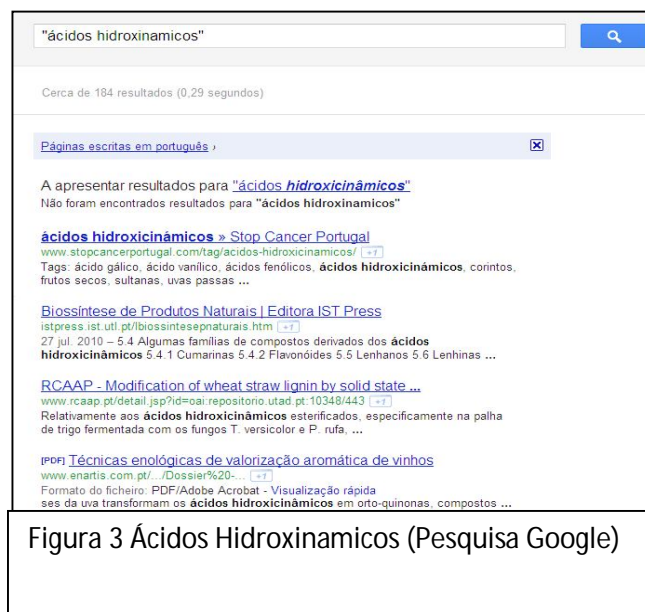 "ácidos hidroxinamicos"
Cerca de 184 resultados (0,29 segundos)
Páginas escritas em português ›
A apresentar resultados para "ácidos hidroxicinâmicos"
Não foram encontrados resultados para "ácidos hidroxinamicos"
ácidos hidroxicinámicos » Stop Cancer Portugal
www.stopcancerportugal.com/tag/acidos-hidroxicinamicos/ +1
Tags: ácido gálico, ácido vanílico, ácidos fenólicos, ácidos hidroxicinámicos, corintos,
frutos secos, sultanas, uvas passas ...
Biossíntese de Produtos Naturais | Editora IST Press
istpress.ist.utl.pt/lbiossintesepnaturais.htm +1
27 jul. 2010 – 5.4 Algumas famílias de compostos derivados dos ácidos
hidroxicinâmicos 5.4.1 Cumarinas 5.4.2 Flavonóides 5.5 Lenhanos 5.6 Lenhinas ...
RCAAP - Modification of wheat straw lignin by solid state ...
www.rcaap.pt/detail.jsp?id=oai:repositorio.utad.pt:10348/443 +1
Relativamente aos ácidos hidroxicinâmicos esterificados, especificamente na palha
de trigo fermentada com os fungos T. versicolor e P. rufa, ...
[PDF] Técnicas enológicas de valorização aromática de vinhos
www.enartis.com.pt/.../Dossier%20-... +1
Formato do ficheiro: PDF/Adobe Acrobat - Visualização rápida
ses da uva transformam os ácidos hidroxicinâmicos em orto-quinonas, compostos ...
Figura 3 Ácidos Hidroxinamicos (Pesquisa Google)